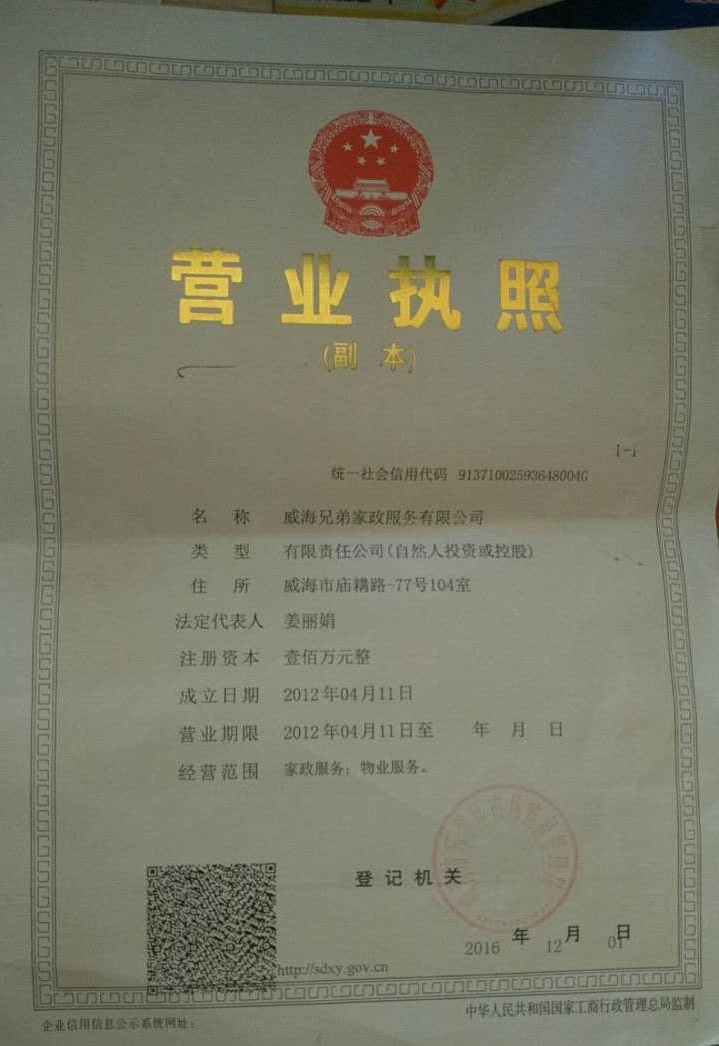 营业执照
(副 本)
1-1
统一社会信用代码 91371002593648004G
名 称 威海兄弟家政服务有限公司
类 型 有限责任公司(自然人投资或控股)
住 所 威海市庙耩路-77号104室
法定代表人 姜丽娟
注册资本 壹佰万元整
成立日期 2012年04月11日
营业期限 2012年04月11日至 年 月 日
经营范围 家政服务；物业服务。
登记机关
2016 年 12 月 01 日
http://sdxy.gov.cn
企业信用信息公示系统网址：
中华人民共和国国家工商行政管理总局监制